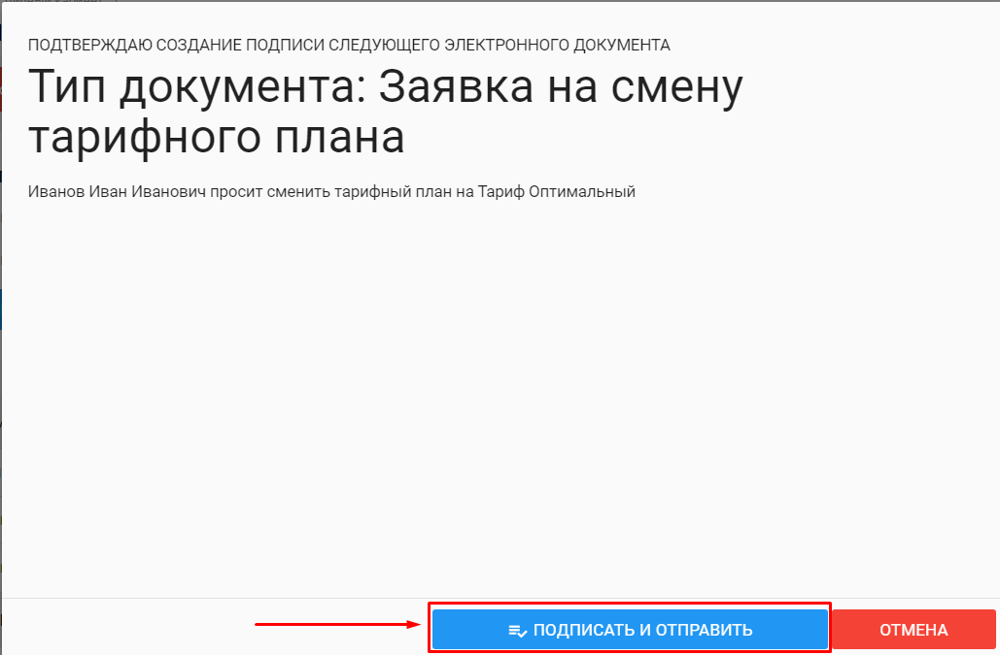 ПОДТВЕРЖДАЮ СОЗДАНИЕ ПОДПИСИ СЛЕДУЮЩЕГО ЭЛЕКТРОННОГО ДОКУМЕНТА
Тип документа: Заявка на смену
тарифного плана
Иванов Иван Иванович просит сменить тарифный план на Тариф Оптимальный
ПОДПИСАТЬ И ОТПРАВИТЬ
ОТМЕНА